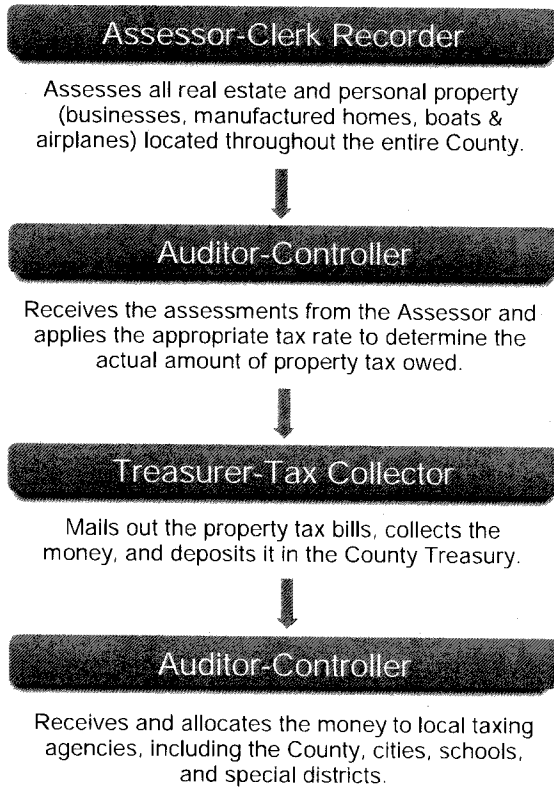 Assessor-Clerk Recorder
Assesses all real estate and personal property
(businesses, manufactured homes, boats &
airplanes) located throughout the entire County.
Auditor-Controller
Receives the assessments from the Assessor and
applies the appropriate tax rate to determine the
actual amount of property tax owed.
Treasurer-Tax Collector
Mails out the property tax bills, collects the
money, and deposits it in the County Treasury.
Auditor-Controller
Receives and allocates the money to local taxing
agencies, including the County, cities, schools,
and special districts.